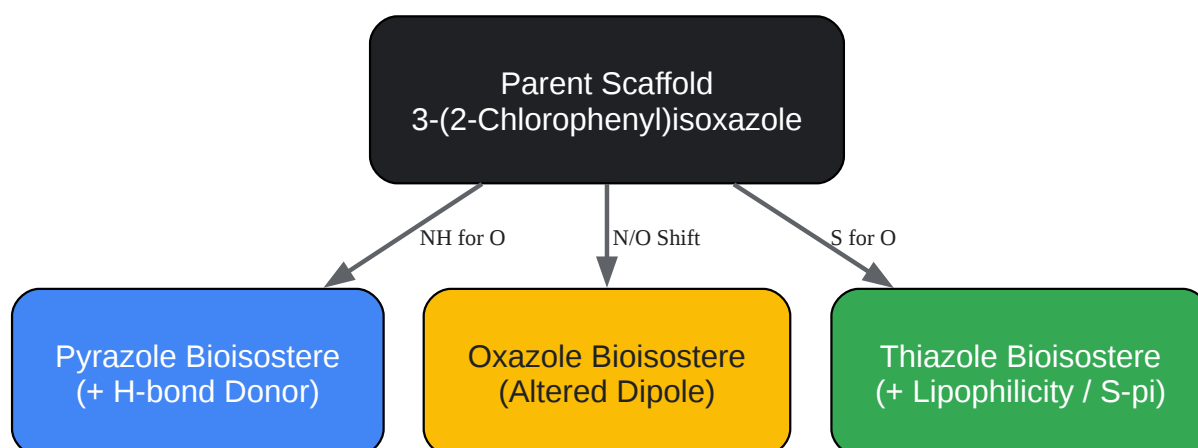 Parent Scaffold
3-(2-Chlorophenyl)isoxazole
NH for O
N/O Shift
S for O
Pyrazole Bioisostere
(+ H-bond Donor)
Oxazole Bioisostere
(Altered Dipole)
Thiazole Bioisostere
(+ Lipophilicity / S-pi)